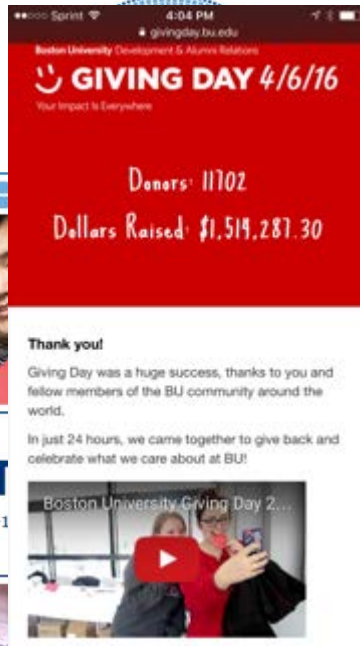 Sprint 4:04 PM
givingday.bu.edu
Boston University Development & Alumni Relations
GIVING DAY 4/6/16
Your Impact Is Everywhere
Donors: 11702
Dollars Raised: $1,519,287.30
Thank you!
Giving Day was a huge success, thanks to you and
fellow members of the BU community around the
world.
In just 24 hours, we came together to give back and
celebrate what we care about at BU!
Boston University Giving Day 2...